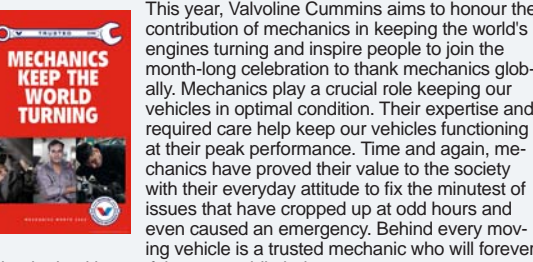 TRUSTED
MECHANICS
KEEP THE
WORLD
TURNING
MECHANICS MONTH 2022
This year, Valvoline Cummins aims to honour the
contribution of mechanics in keeping the world's
engines turning and inspire people to join the
month-long celebration to thank mechanics glob-
ally. Mechanics play a crucial role keeping our
vehicles in optimal condition. Their expertise and
required care help keep our vehicles functioning
at their peak performance. Time and again, me-
chanics have proved their value to the society
with their everyday attitude to fix the minutest of
issues that have cropped up at odd hours and
even caused an emergency. Behind every mov-
ing vehicle is a trusted mechanic who will forever